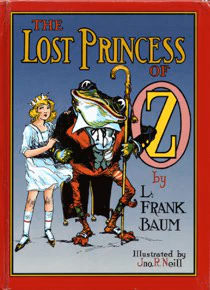 THE
LOST PRINCESS
OF
OZ
by
L.
FRANK
BAUM
Illustrated by
Jno. R. Neill